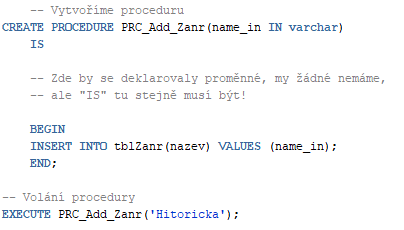 -- Vytvoříme proceduru
CREATE PROCEDURE PRC_Add_Zanr(name_in IN varchar)
IS
-- Zde by se deklarovaly proměnné, my žádné nemáme,
-- ale "IS" tu stejně musí být!
BEGIN
INSERT INTO tblZanr(nazev) VALUES (name_in);
END;
-- Volání procedury
EXECUTE PRC_Add_Zanr('Hitoricka');